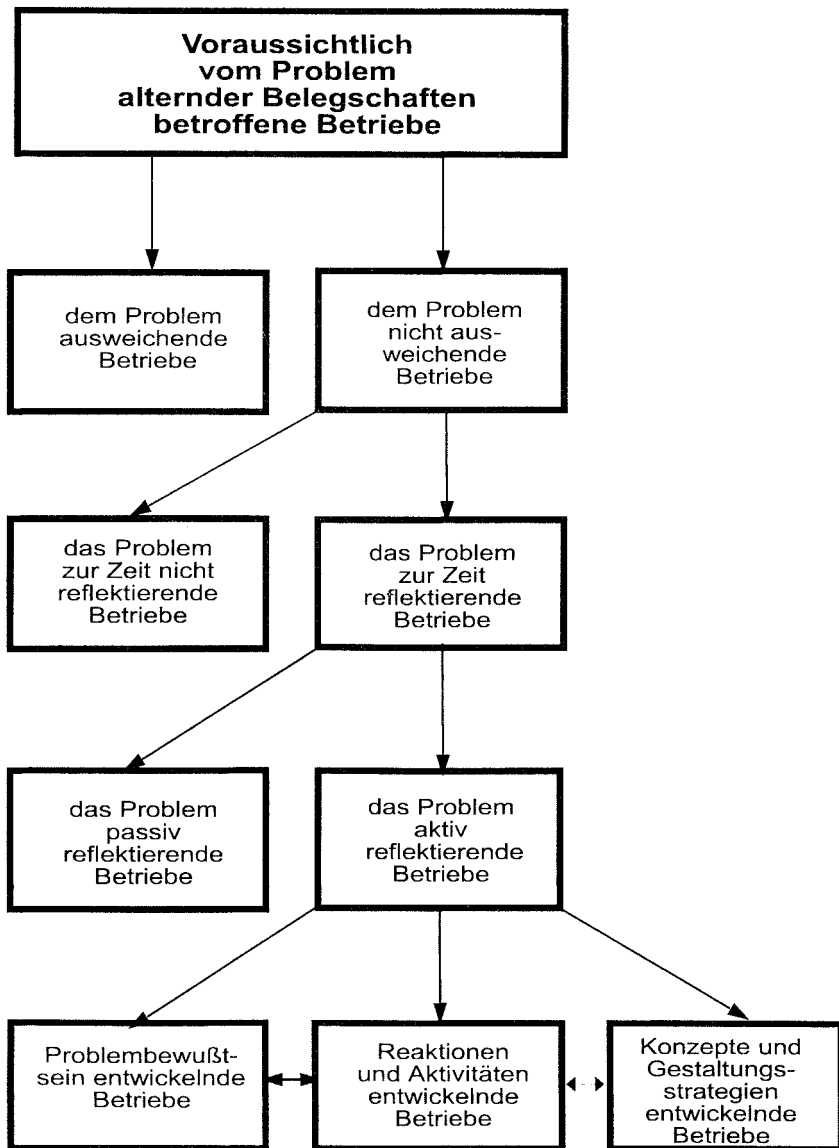 Voraussichtlich
vom Problem
alternder Belegschaften
betroffene Betriebe
dem Problem
ausweichende
Betriebe
dem Problem
nicht aus-
weichende
Betriebe
das Problem
zur Zeit nicht
reflektierende
Betriebe
das Problem
zur Zeit
reflektierende
Betriebe
das Problem
passiv
reflektierende
Betriebe
das Problem
aktiv
reflektierende
Betriebe
Problembewußt-
sein entwickelnde
Betriebe
Reaktionen
und Aktivitäten
entwickelnde
Betriebe
Konzepte und
Gestaltungs-
strategien
entwickelnde
Betriebe